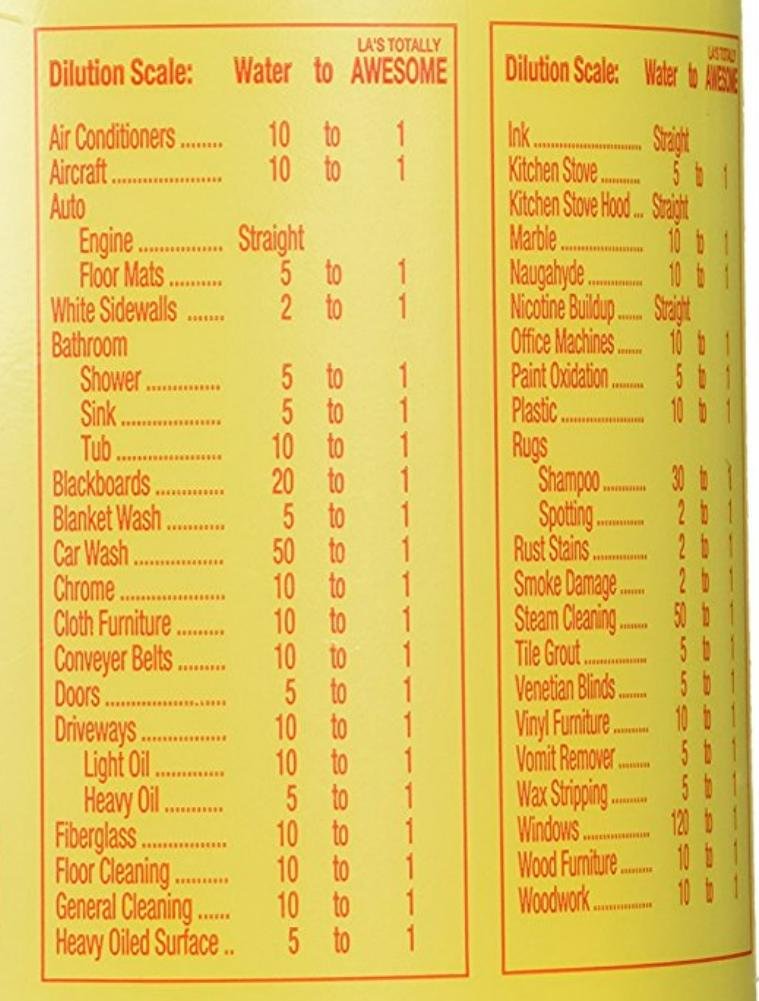 LA'S TOTALLY
Dilution Scale: Water to AWESOME
Air Conditioners ........ 10 to 1
Aircraft .................... 10 to 1
Auto
Engine ............... Straight
Floor Mats .......... 5 to 1
White Sidewalls ....... 2 to 1
Bathroom
Shower .............. 5 to 1
Sink ................... 5 to 1
Tub ................... 10 to 1
Blackboards ............. 20 to 1
Blanket Wash ........... 5 to 1
Car Wash ................ 50 to 1
Chrome ................... 10 to 1
Cloth Furniture ......... 10 to 1
Conveyer Belts ......... 10 to 1
Doors ...................... 5 to 1
Driveways ................ 10 to 1
Light Oil ............. 10 to 1
Heavy Oil ........... 5 to 1
Fiberglass ................ 10 to 1
Floor Cleaning .......... 10 to 1
General Cleaning ...... 10 to 1
Heavy Oiled Surface .. 5 to 1
LA'S TOTALLY
Dilution Scale: Water to AWESOME
Ink ........................ Straight
Kitchen Stove .......... 5 to 1
Kitchen Stove Hood ... Straight
Marble .................... 10 to 1
Naugahyde .............. 10 to 1
Nicotine Buildup ....... Straight
Office Machines ....... 10 to 1
Paint Oxidation ......... 5 to 1
Plastic ..................... 10 to 1
Rugs
Shampoo ........... 30 to 1
Spotting ............. 2 to 1
Rust Stains .............. 2 to 1
Smoke Damage ....... 2 to 1
Steam Cleaning ........ 50 to 1
Tile Grout ................ 5 to 1
Venetian Blinds ......... 5 to 1
Vinyl Furniture .......... 10 to 1
Vomit Remover ......... 5 to 1
Wax Stripping .......... 5 to 1
Windows ................. 120 to 1
Wood Furniture ......... 10 to 1
Woodwork ............... 10 to 1